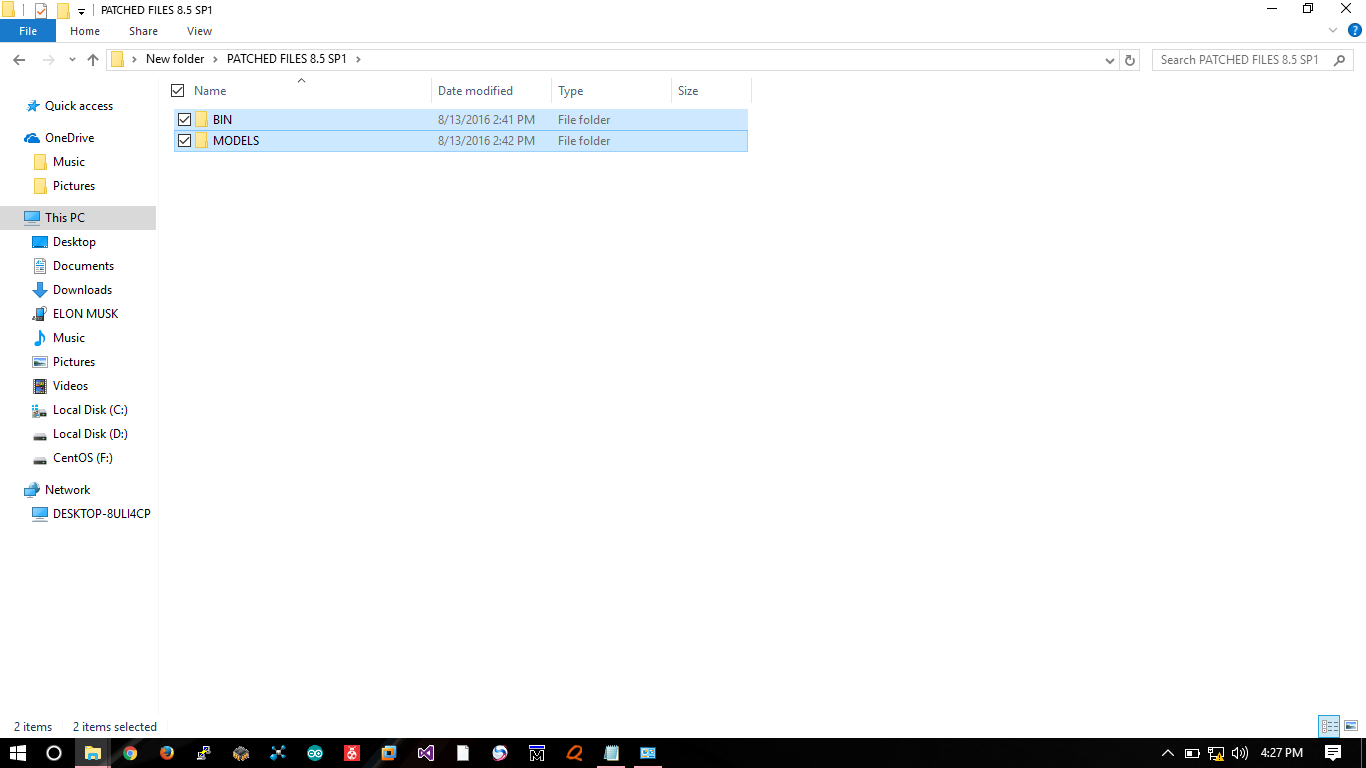 PATCHED FILES 8.5 SP1
File Home Share View
New folder PATCHED FILES 8.5 SP1 Search PATCHED FILES 8.5 SP1
Name Date modified Type Size
BIN 8/13/2016 2:41 PM File folder
MODELS 8/13/2016 2:42 PM File folder
Quick access
OneDrive
Music
Pictures
This PC
Desktop
Documents
Downloads
ELON MUSK
Music
Pictures
Videos
Local Disk (C:)
Local Disk (D:)
CentOS (F:)
Network
DESKTOP-8ULI4CP
2 items 2 items selected
4:27 PM